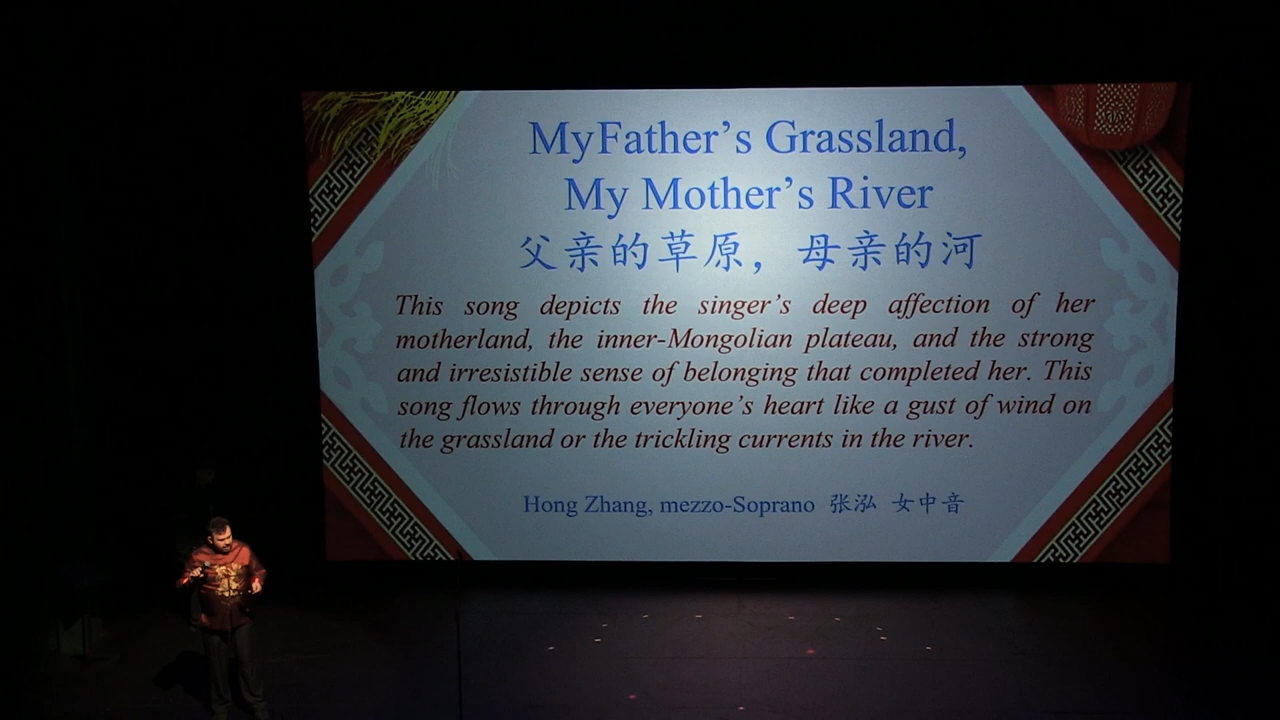 MyFather’s Grassland,
My Mother’s River
父亲的草原，母亲的河
This song depicts the singer’s deep affection of her
motherland, the inner-Mongolian plateau, and the strong
and irresistible sense of belonging that completed her. This
song flows through everyone’s heart like a gust of wind on
the grassland or the trickling currents in the river.
Hong Zhang, mezzo-Soprano 张泓 女中音